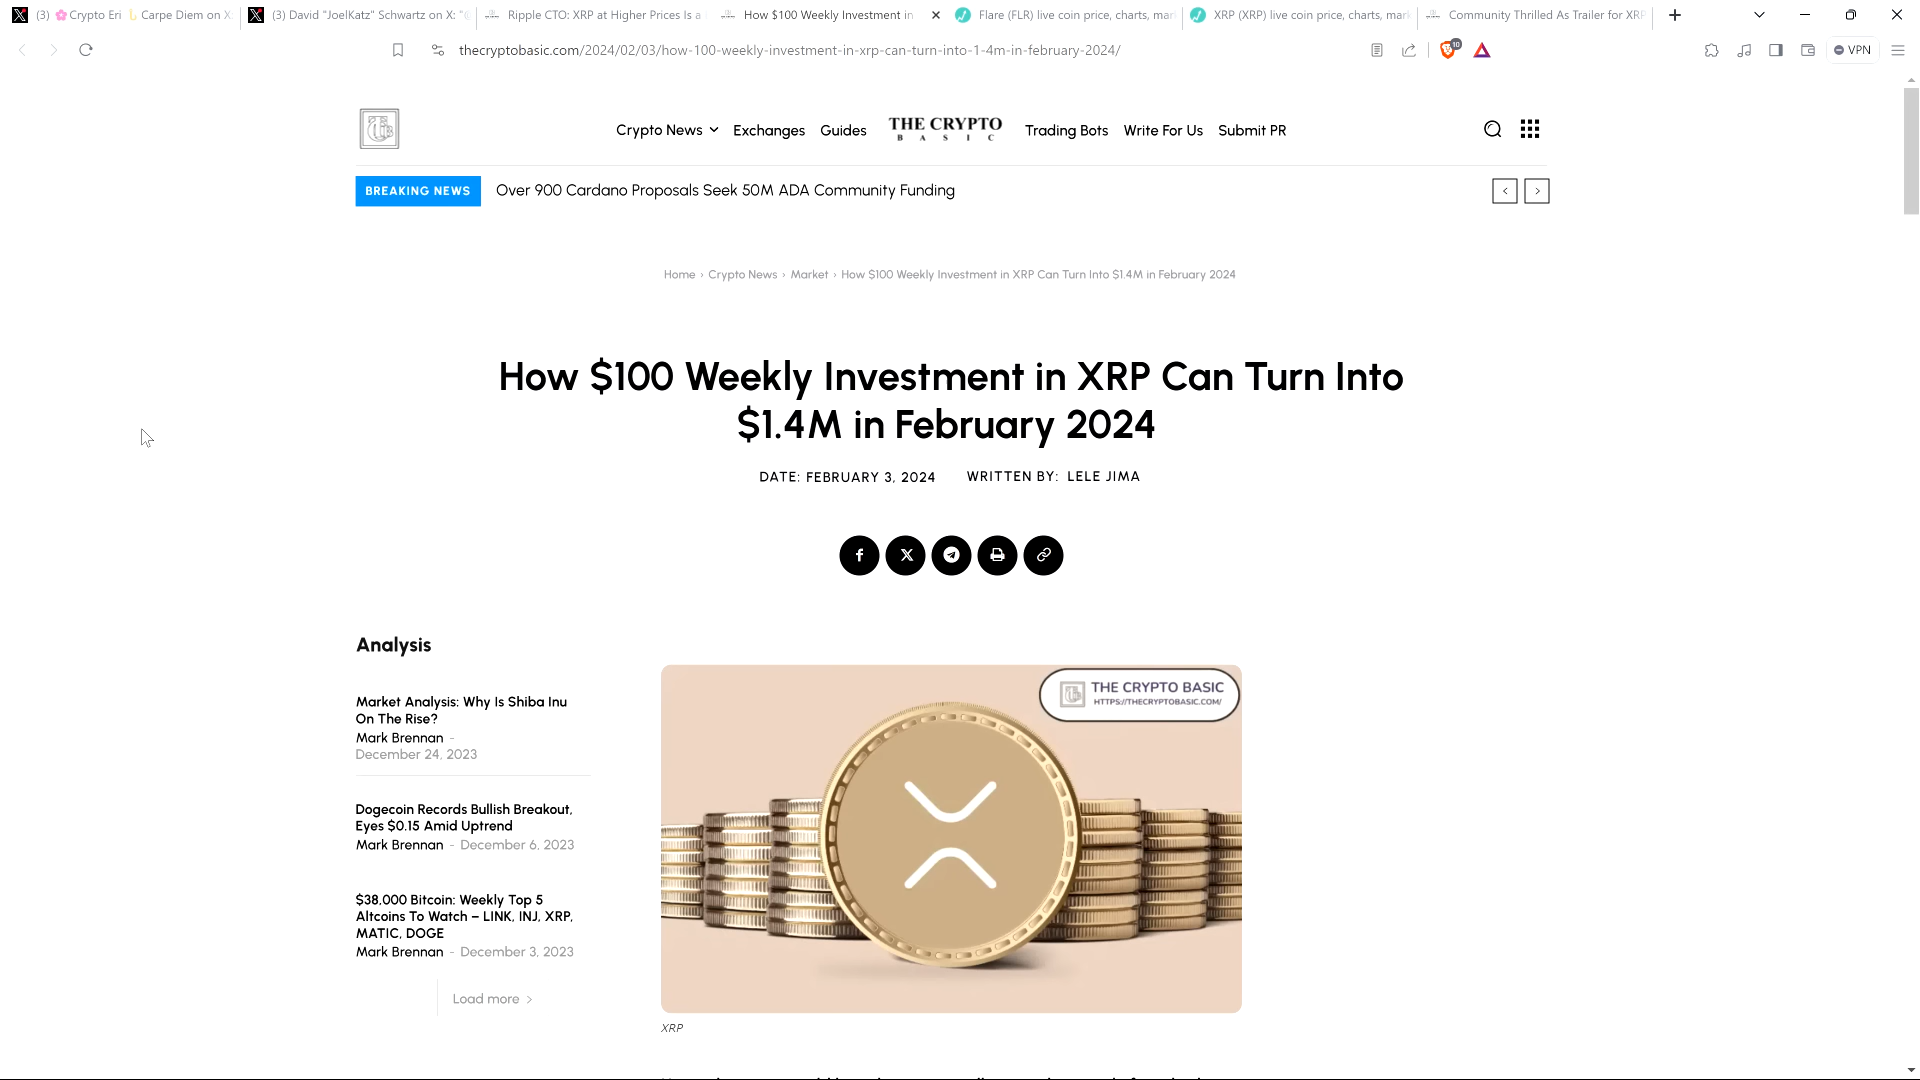 (3) 🌸Crypto Eri 🌜Carpe Diem on X
(3) David "JoelKatz" Schwartz on X: "
Ripple CTO: XRP at Higher Prices Is a
How $100 Weekly Investment in
Flare (FLR) live coin price, charts, mar
XRP (XRP) live coin price, charts, mark
Community Thrilled As Trailer for XRP
thecryptobasic.com/2024/02/03/how-100-weekly-investment-in-xrp-can-turn-into-1-4m-in-february-2024/
10
VPN
Crypto News
Exchanges
Guides
THE CRYPTO
BASIC
Trading Bots
Write For Us
Submit PR
BREAKING NEWS
Over 900 Cardano Proposals Seek 50M ADA Community Funding
Home › Crypto News › Market › How $100 Weekly Investment in XRP Can Turn Into $1.4M in February 2024
How $100 Weekly Investment in XRP Can Turn Into
$1.4M in February 2024
DATE: FEBRUARY 3, 2024 WRITTEN BY: LELE JIMA
Analysis
Market Analysis: Why Is Shiba Inu
On The Rise?
Mark Brennan -
December 24, 2023
Dogecoin Records Bullish Breakout,
Eyes $0.15 Amid Uptrend
Mark Brennan - December 6, 2023
$38,000 Bitcoin: Weekly Top 5
Altcoins To Watch – LINK, INJ, XRP,
MATIC, DOGE
Mark Brennan - December 3, 2023
Load more
THE CRYPTO BASIC
HTTPS://THECRYPTOBASIC.COM/
XRP